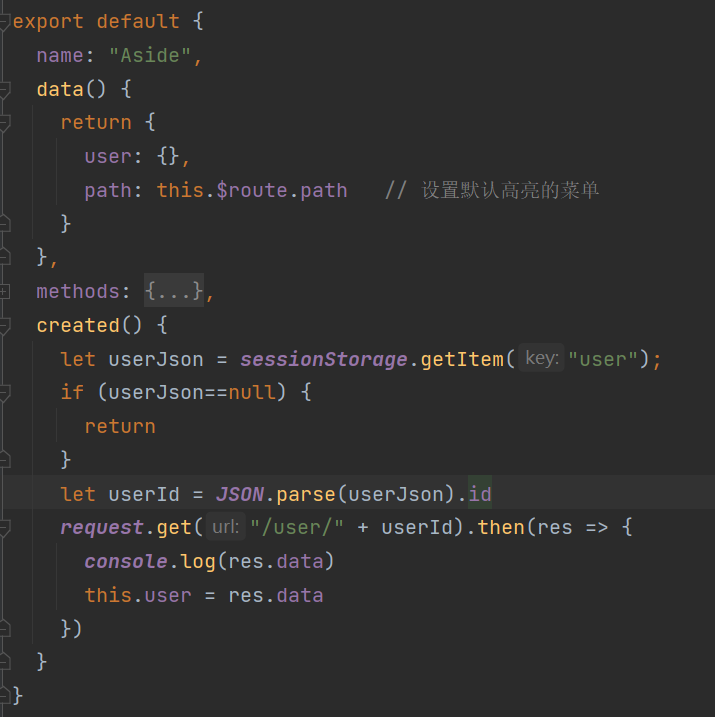 export default {
  name: "Aside",
  data() {
    return {
      user: {},
      path: this.$route.path   // 设置默认高亮的菜单
    }
  },
  methods: {...},
  created() {
    let userJson = sessionStorage.getItem( key: "user");
    if (userJson==null) {
      return
    }
    let userId = JSON.parse(userJson).id
    request.get( url: "/user/" + userId).then(res => {
      console.log(res.data)
      this.user = res.data
    })
  }
}